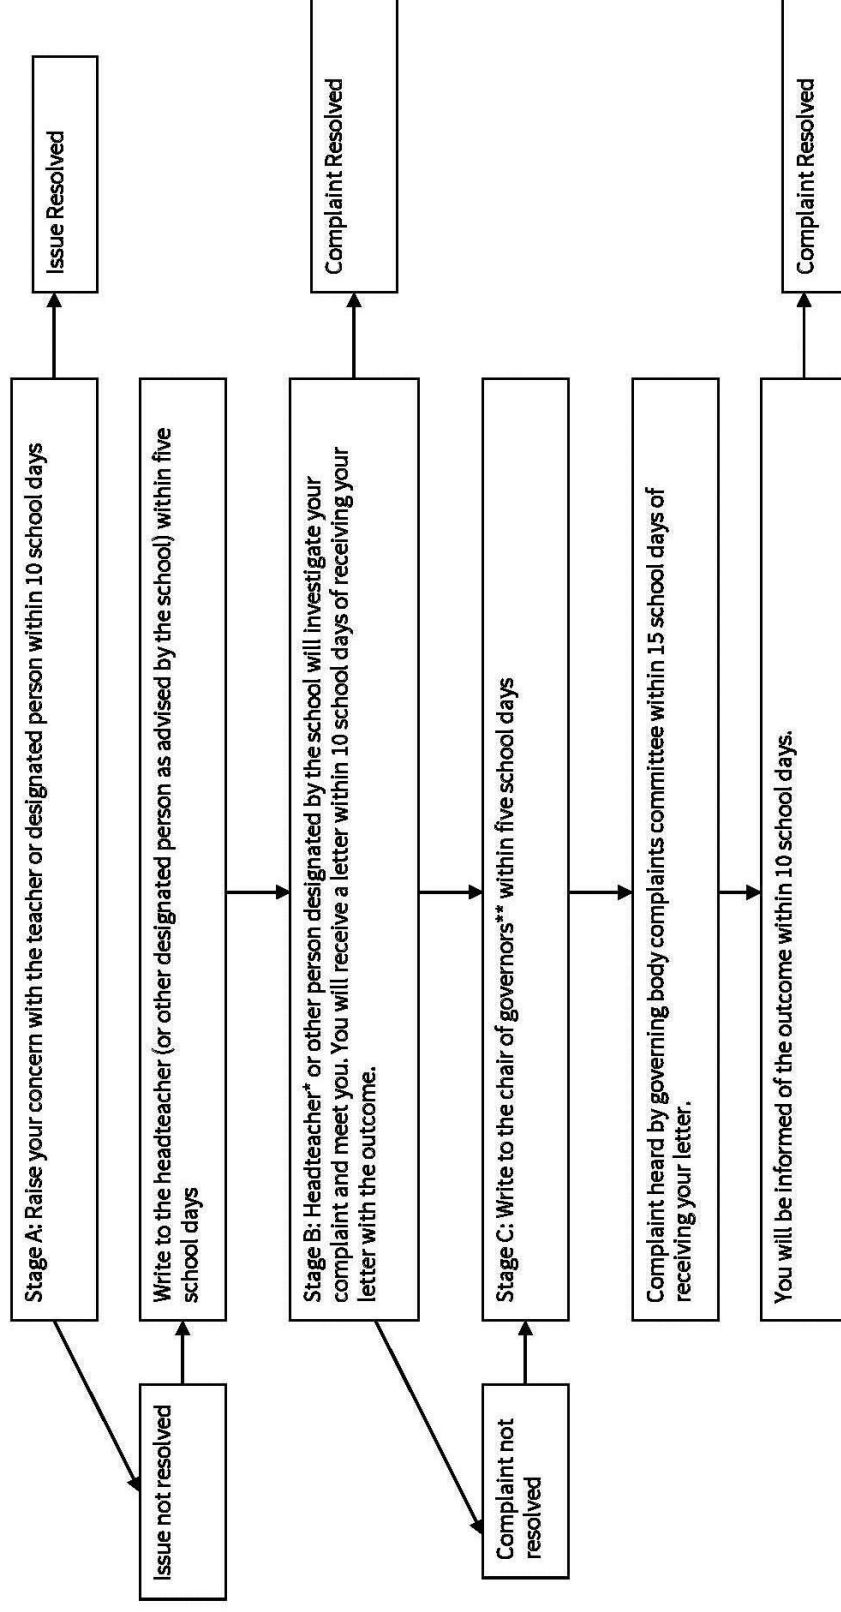 Stage A: Raise your concern with the teacher or designated person within 10 school days
Issue Resolved
Issue not resolved
Write to the headteacher (or other designated person as advised by the school) within five
school days
Stage B: Headteacher* or other person designated by the school will investigate your
complaint and meet you. You will receive a letter within 10 school days of receiving your
letter with the outcome.
Complaint Resolved
Complaint not
resolved
Stage C: Write to the chair of governors** within five school days
Complaint heard by governing body complaints committee within 15 school days of
receiving your letter.
You will be informed of the outcome within 10 school days.
Complaint Resolved